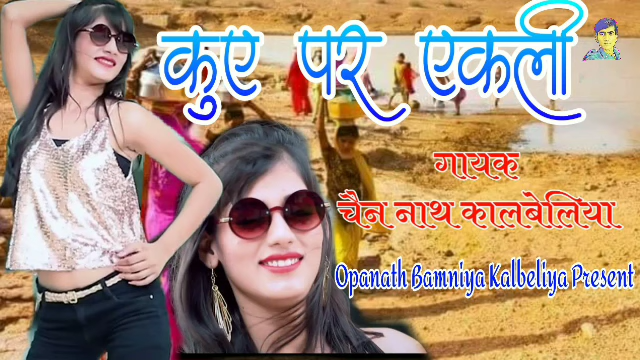 कुए पर एकली
गायक
चैन नाथ कालबेलिया
Opanath Bamniya Kalbeliya Present